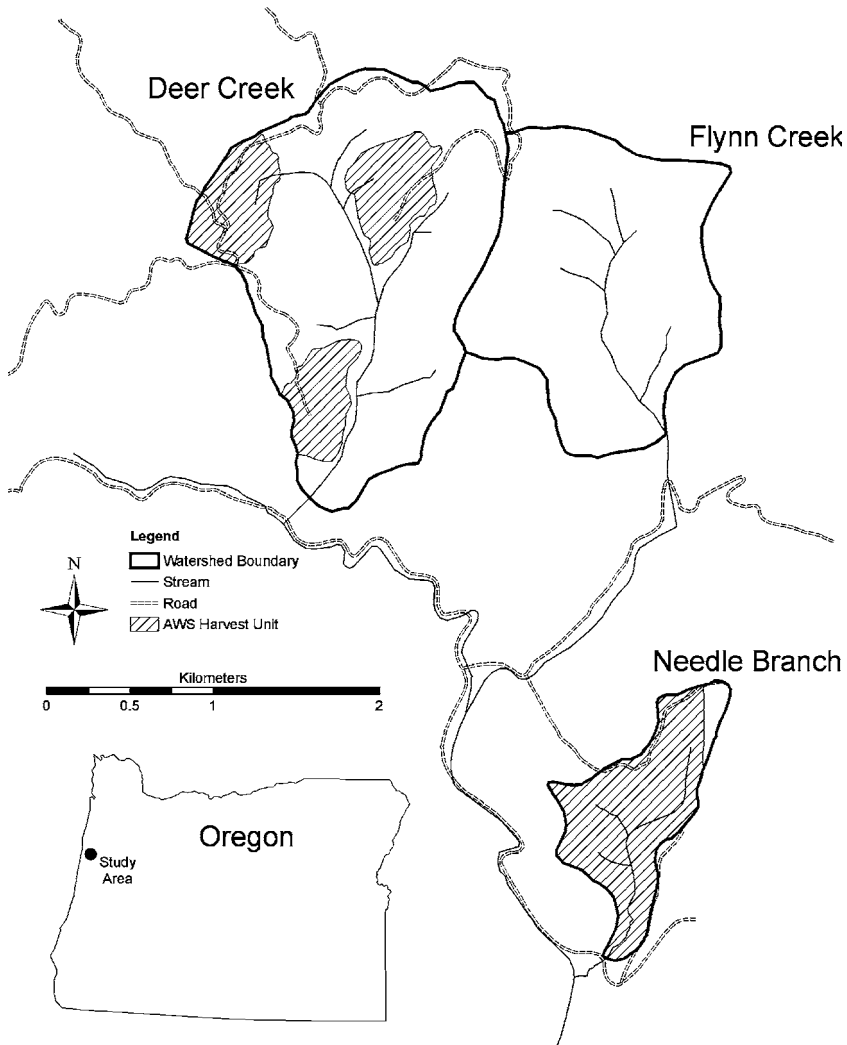 Deer Creek
Flynn Creek
Legend
Watershed Boundary
Stream
Road
AWS Harvest Unit
N
Kilometers
0 0.5 1 2
Needle Branch
Oregon
Study
Area